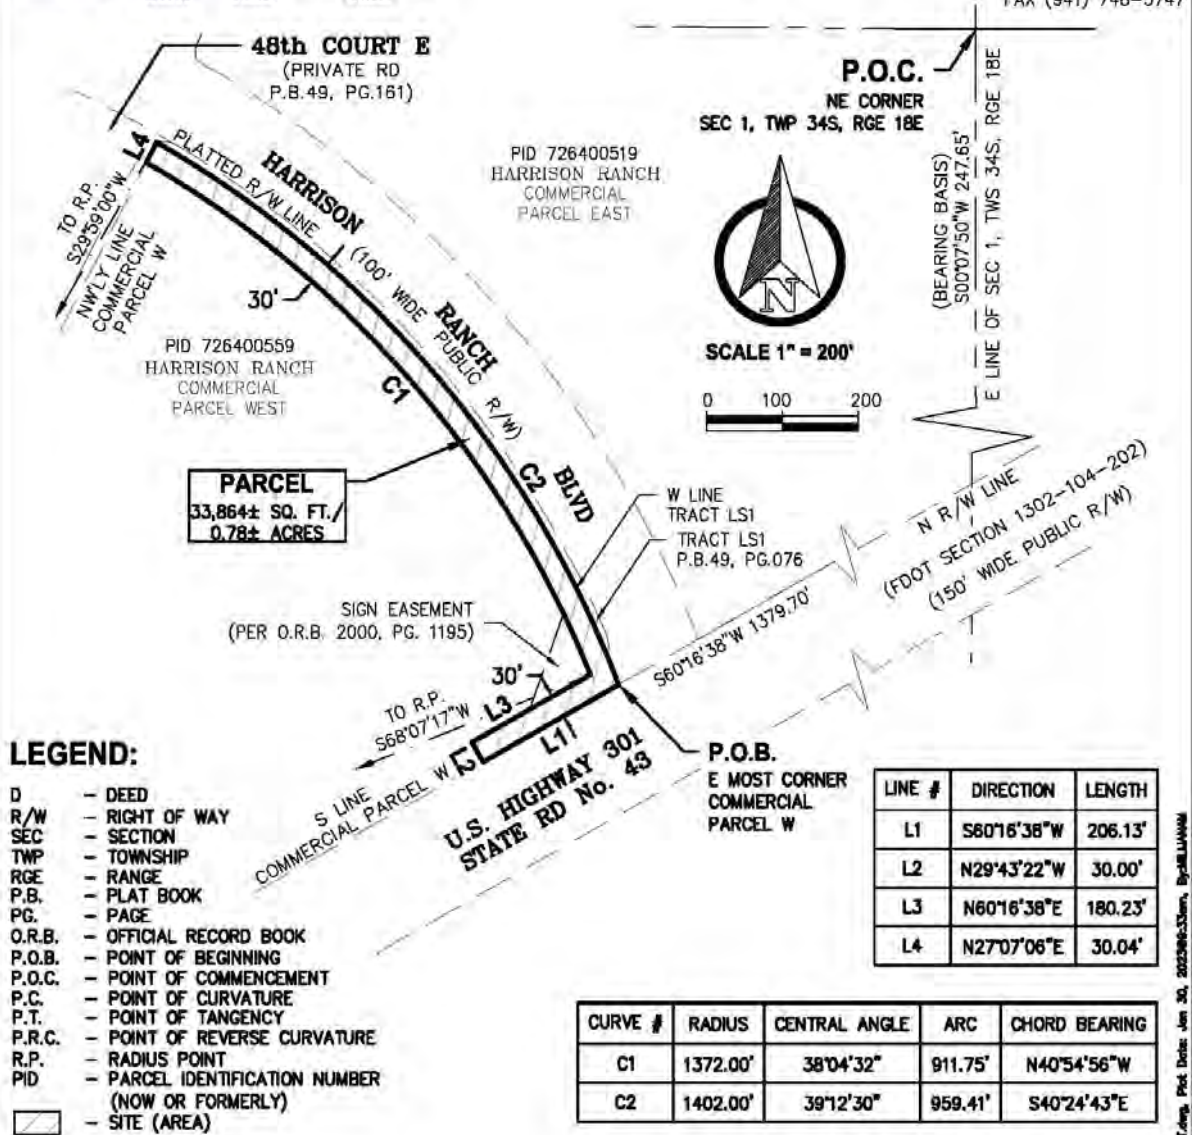 FAX (941) 748-3747
48th COURT E
(PRIVATE RD
P.B.49, PG.161)
P.O.C.
NE CORNER
SEC 1, TWP 34S, RGE 18E
(BEARING BASIS)
S00°07'50"W 247.65'
E LINE OF SEC 1, TWS 34S, RGE 18E
L4
PLATTED R/W LINE
HARRISON
RANCH
BLVD
(100' WIDE PUBLIC R/W)
TO R.P.
S29°59'00"W
NW'LY LINE
COMMERCIAL
PARCEL W
PID 726400519
HARRISON RANCH
COMMERCIAL
PARCEL EAST
N
SCALE 1" = 200'
0 100 200
30'
PID 726400559
HARRISON RANCH
COMMERCIAL
PARCEL WEST
C1
C2
PARCEL
33,864± SQ. FT./
0.78± ACRES
W LINE
TRACT LS1
TRACT LS1
P.B.49, PG.076
N R/W LINE
(FDOT SECTION 1302-104-202)
(150' WIDE PUBLIC R/W)
S60°16'38"W 1379.70'
SIGN EASEMENT
(PER O.R.B. 2000, PG. 1195)
30'
TO R.P.
S68°07'17"W
L3
L1
L2
S LINE
COMMERCIAL PARCEL W
U.S. HIGHWAY 301
STATE RD No. 43
P.O.B.
E MOST CORNER
COMMERCIAL
PARCEL W
LEGEND:
D – DEED
R/W – RIGHT OF WAY
SEC – SECTION
TWP – TOWNSHIP
RGE – RANGE
P.B. – PLAT BOOK
PG. – PAGE
O.R.B. – OFFICIAL RECORD BOOK
P.O.B. – POINT OF BEGINNING
P.O.C. – POINT OF COMMENCEMENT
P.C. – POINT OF CURVATURE
P.T. – POINT OF TANGENCY
P.R.C. – POINT OF REVERSE CURVATURE
R.P. – RADIUS POINT
PID – PARCEL IDENTIFICATION NUMBER
(NOW OR FORMERLY)
– SITE (AREA)
LINE # DIRECTION LENGTH
L1 S60°16'38"W 206.13'
L2 N29°43'22"W 30.00'
L3 N60°16'38"E 180.23'
L4 N27°07'06"E 30.04'
CURVE # RADIUS CENTRAL ANGLE ARC CHORD BEARING
C1 1372.00' 38°04'32" 911.75' N40°54'56"W
C2 1402.00' 39°12'30" 959.41' S40°24'43"E
Plot Date: Jan 30, 2023